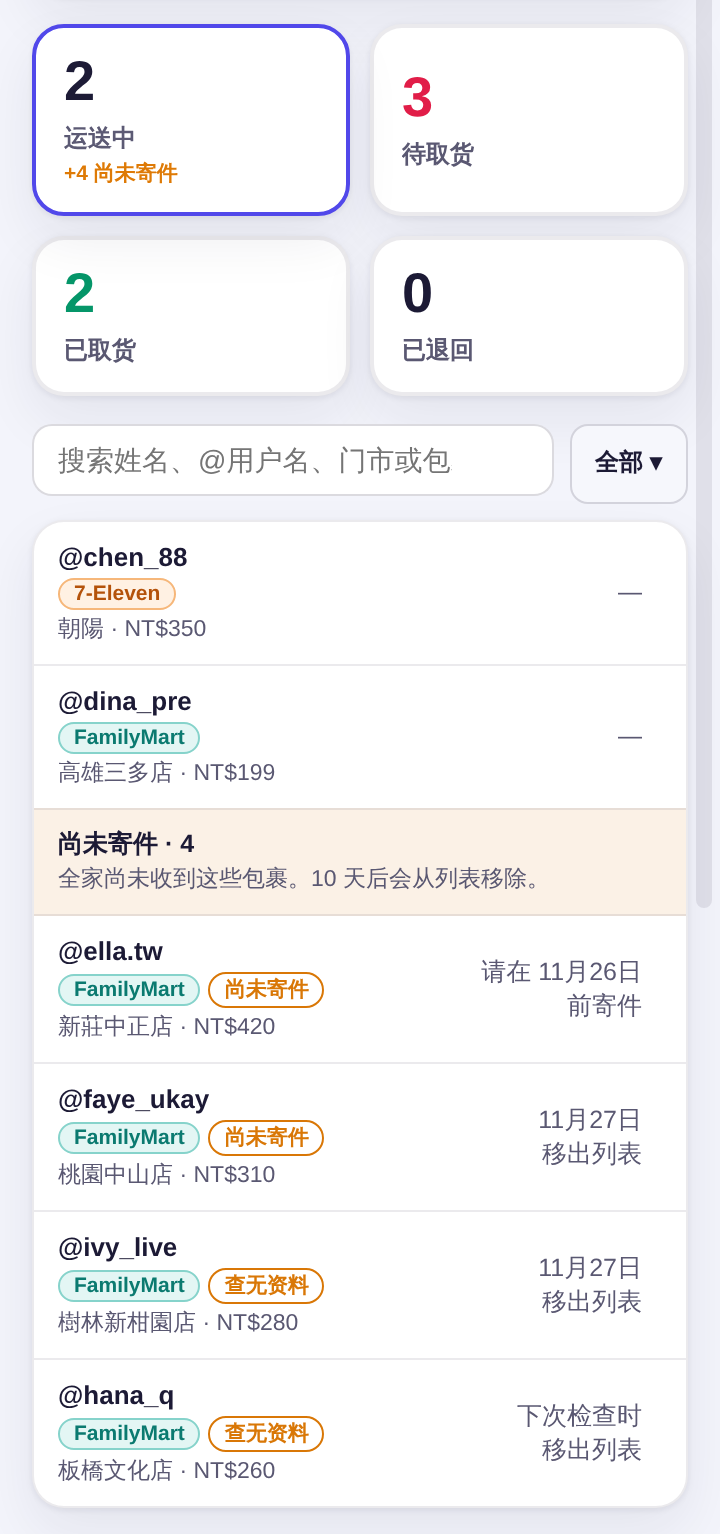 2
运送中
+4 尚未寄件
3
待取货
2
已取货
0
已退回
搜索姓名、@用户名、门市或包
全部 ▾
@chen_88
7-Eleven
朝陽 · NT$350
—
@dina_pre
FamilyMart
高雄三多店 · NT$199
—
尚未寄件 · 4
全家尚未收到这些包裹。10 天后会从列表移除。
@ella.tw
FamilyMart 尚未寄件
新莊中正店 · NT$420
请在 11月26日
前寄件
@faye_ukay
FamilyMart 尚未寄件
桃園中山店 · NT$310
11月27日
移出列表
@ivy_live
FamilyMart 查无资料
樹林新柑園店 · NT$280
11月27日
移出列表
@hana_q
FamilyMart 查无资料
板橋文化店 · NT$260
下次检查时
移出列表